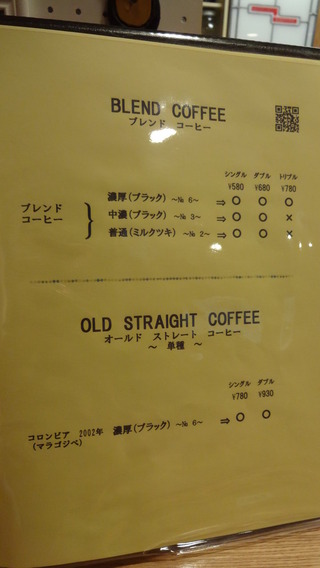 BLEND COFFEE
ブレンド コーヒー
シングル ダブル トリプル
¥580 ¥680 ¥780
ブレンド コーヒー
濃厚(ブラック) ～№ 6～ ⇒ ○ ○ ○
中濃(ブラック) ～№ 3～ ⇒ ○ ○ ×
普通(ミルクツキ) ～№ 2～ ⇒ ○ ○ ×
OLD STRAIGHT COFFEE
オールド ストレート コーヒー
～ 単種 ～
シングル ダブル
¥780 ¥930
コロンビア 2002年 濃厚(ブラック) ～№ 6～ ⇒ ○ ○
(マラゴジペ)